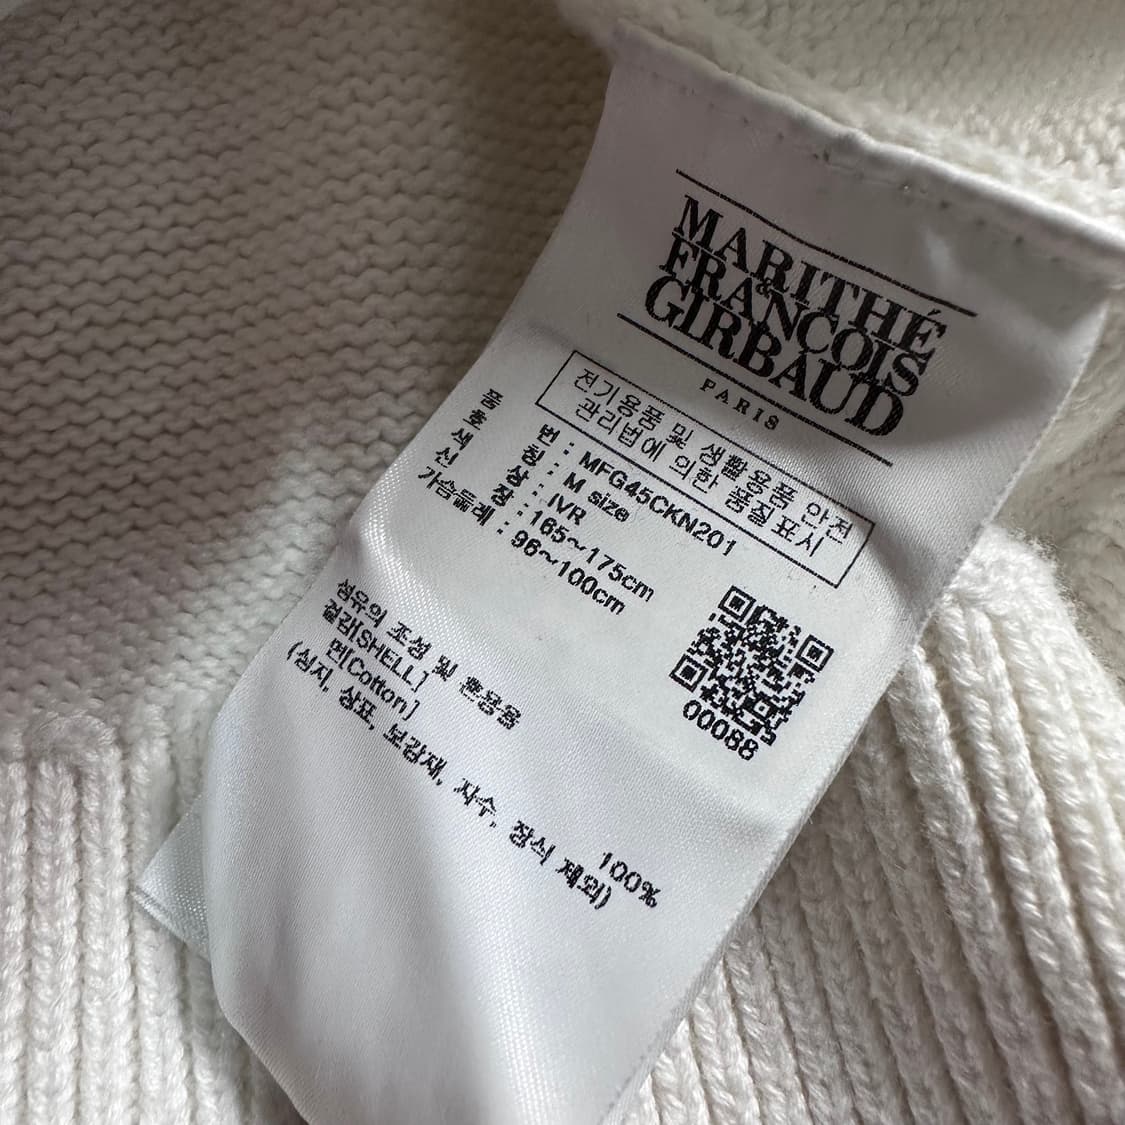 MARITHÉ
FRANÇOIS
&
GIRBAUD
PARIS
전기용품 및 생활용품 안전
관리법에 의한 품질표시
품 번 : MFG45CKN201
호 칭 : M size
색 상 : IVR
신 장 : 165~175cm
가슴둘레 : 96~100cm
00088
섬유의 조성 및 혼용율
겉감[SHELL]
면[Cotton] 100%
(심지, 상표, 보강재, 자수, 장식 제외)